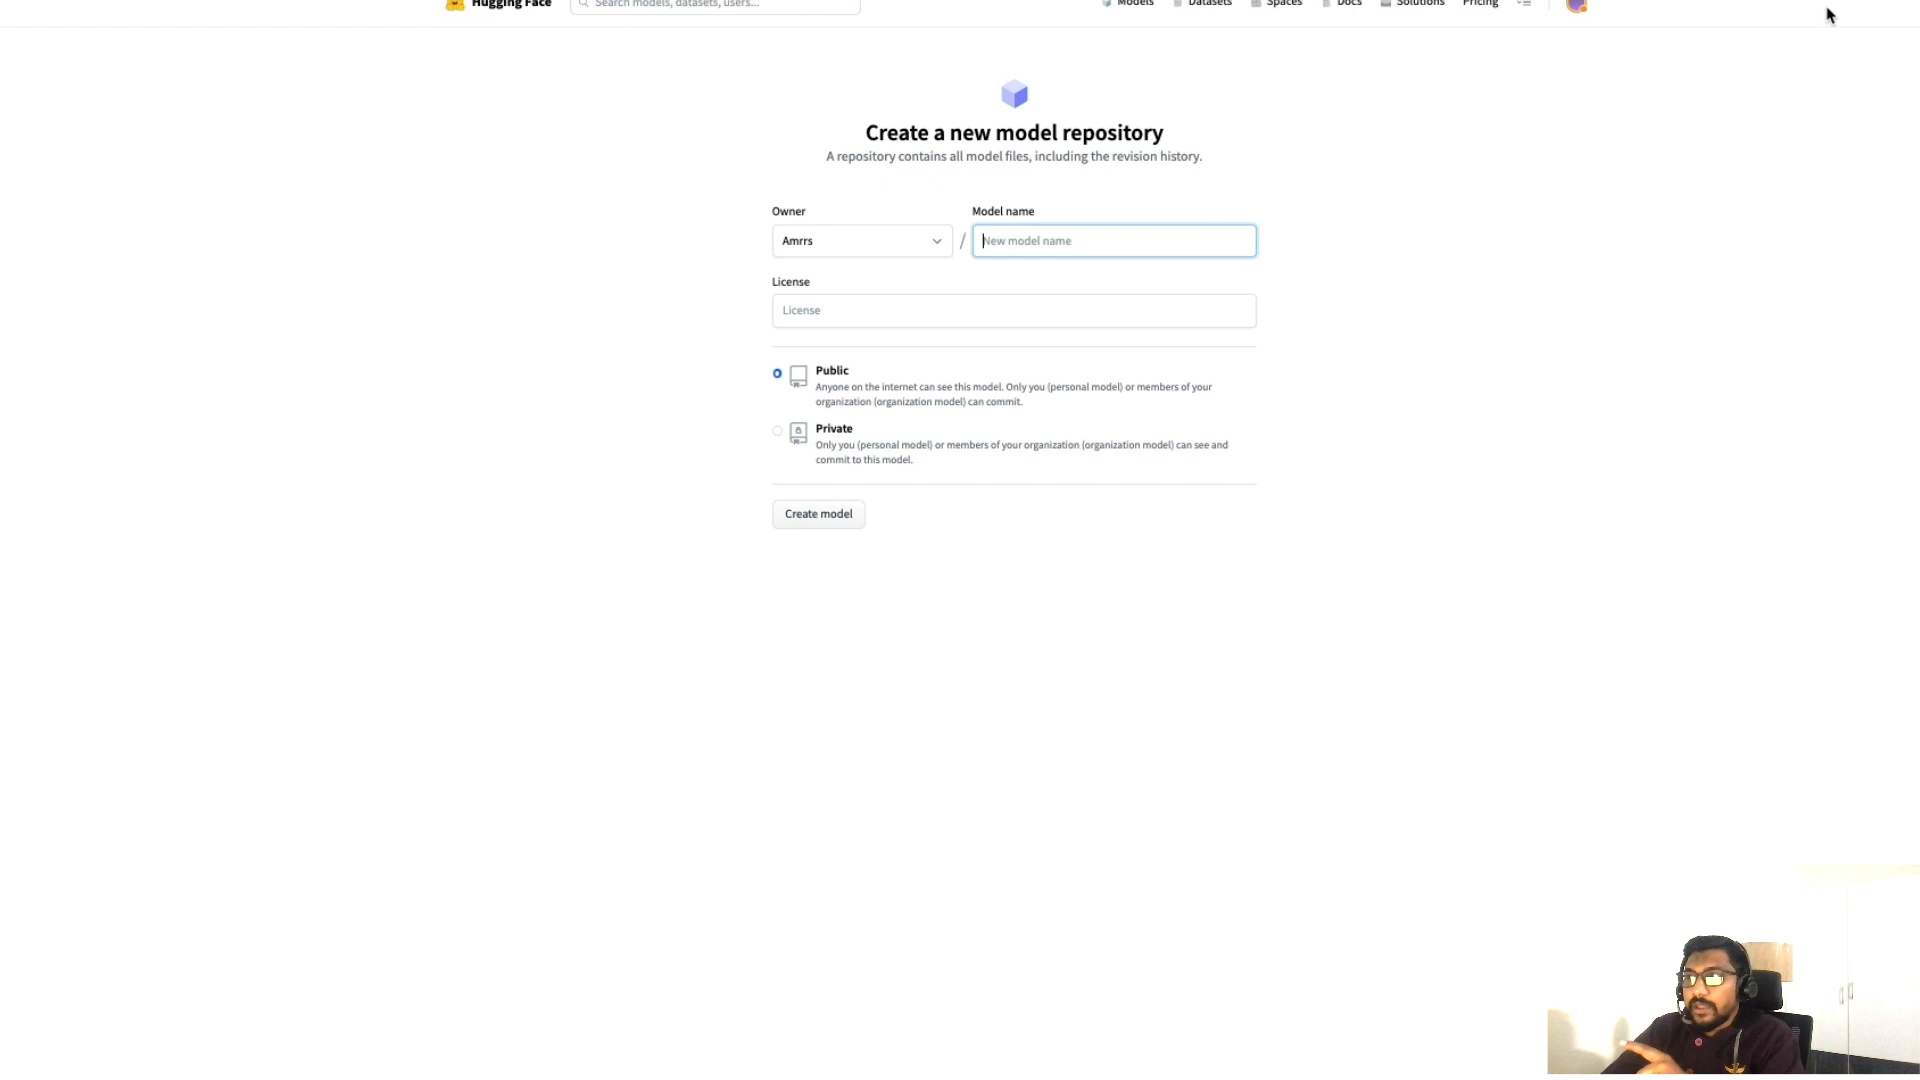 Hugging Face
Search models, datasets, users...
Models
Datasets
Spaces
Docs
Solutions
Pricing
Create a new model repository
A repository contains all model files, including the revision history.
Owner
Model name
Amrrs
/
New model name
License
License
Public
Anyone on the internet can see this model. Only you (personal model) or members of your
organization (organization model) can commit.
Private
Only you (personal model) or members of your organization (organization model) can see and
commit to this model.
Create model